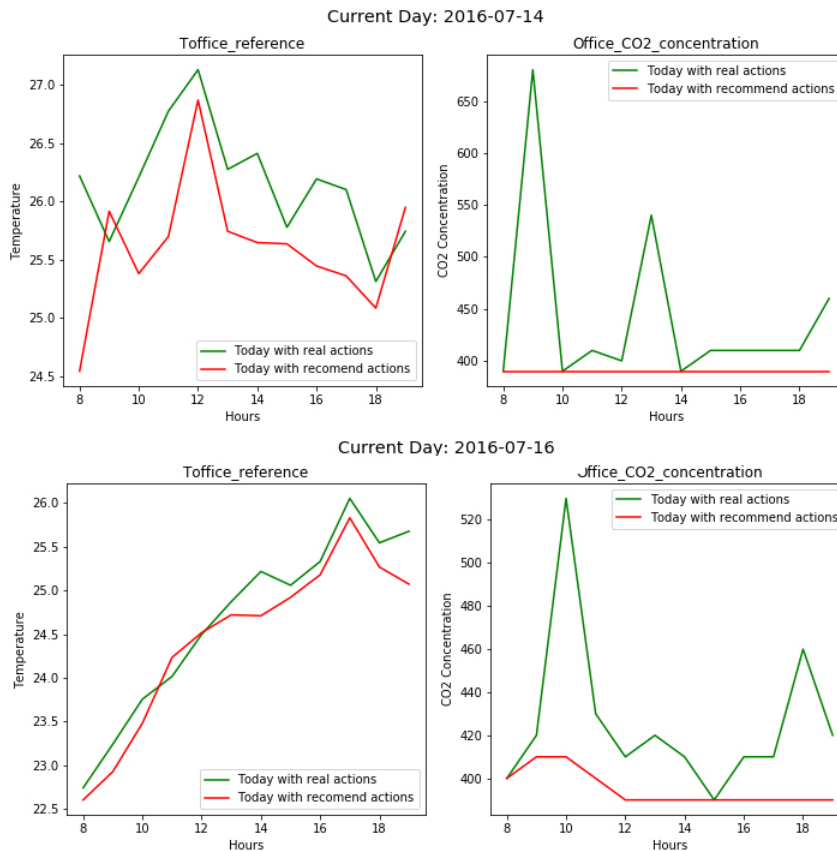 Current Day: 2016-07-14
Toffice_reference
27.0
26.5
26.0
25.5
25.0
24.5
Temperature
8 10 12 14 16 18
Hours
Today with real actions
Today with recomend actions
Office_CO2_concentration
650
600
550
500
450
400
CO2 Concentration
8 10 12 14 16 18
Hours
Today with real actions
Today with recommend actions
Current Day: 2016-07-16
Toffice_reference
26.0
25.5
25.0
24.5
24.0
23.5
23.0
22.5
Temperature
8 10 12 14 16 18
Hours
Today with real actions
Today with recomend actions
Office_CO2_concentration
520
500
480
460
440
420
400
CO2 Concentration
8 10 12 14 16 18
Hours
Today with real actions
Today with recommend actions